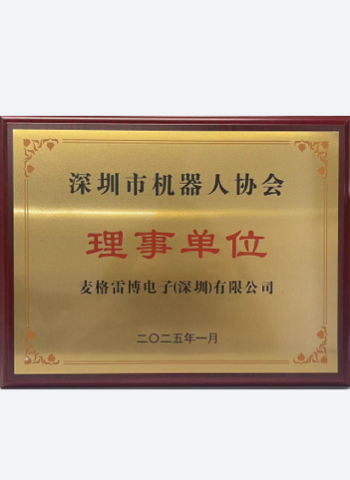 深圳市机器人协会
理事单位
麦格雷博电子(深圳)有限公司
二〇二五年一月